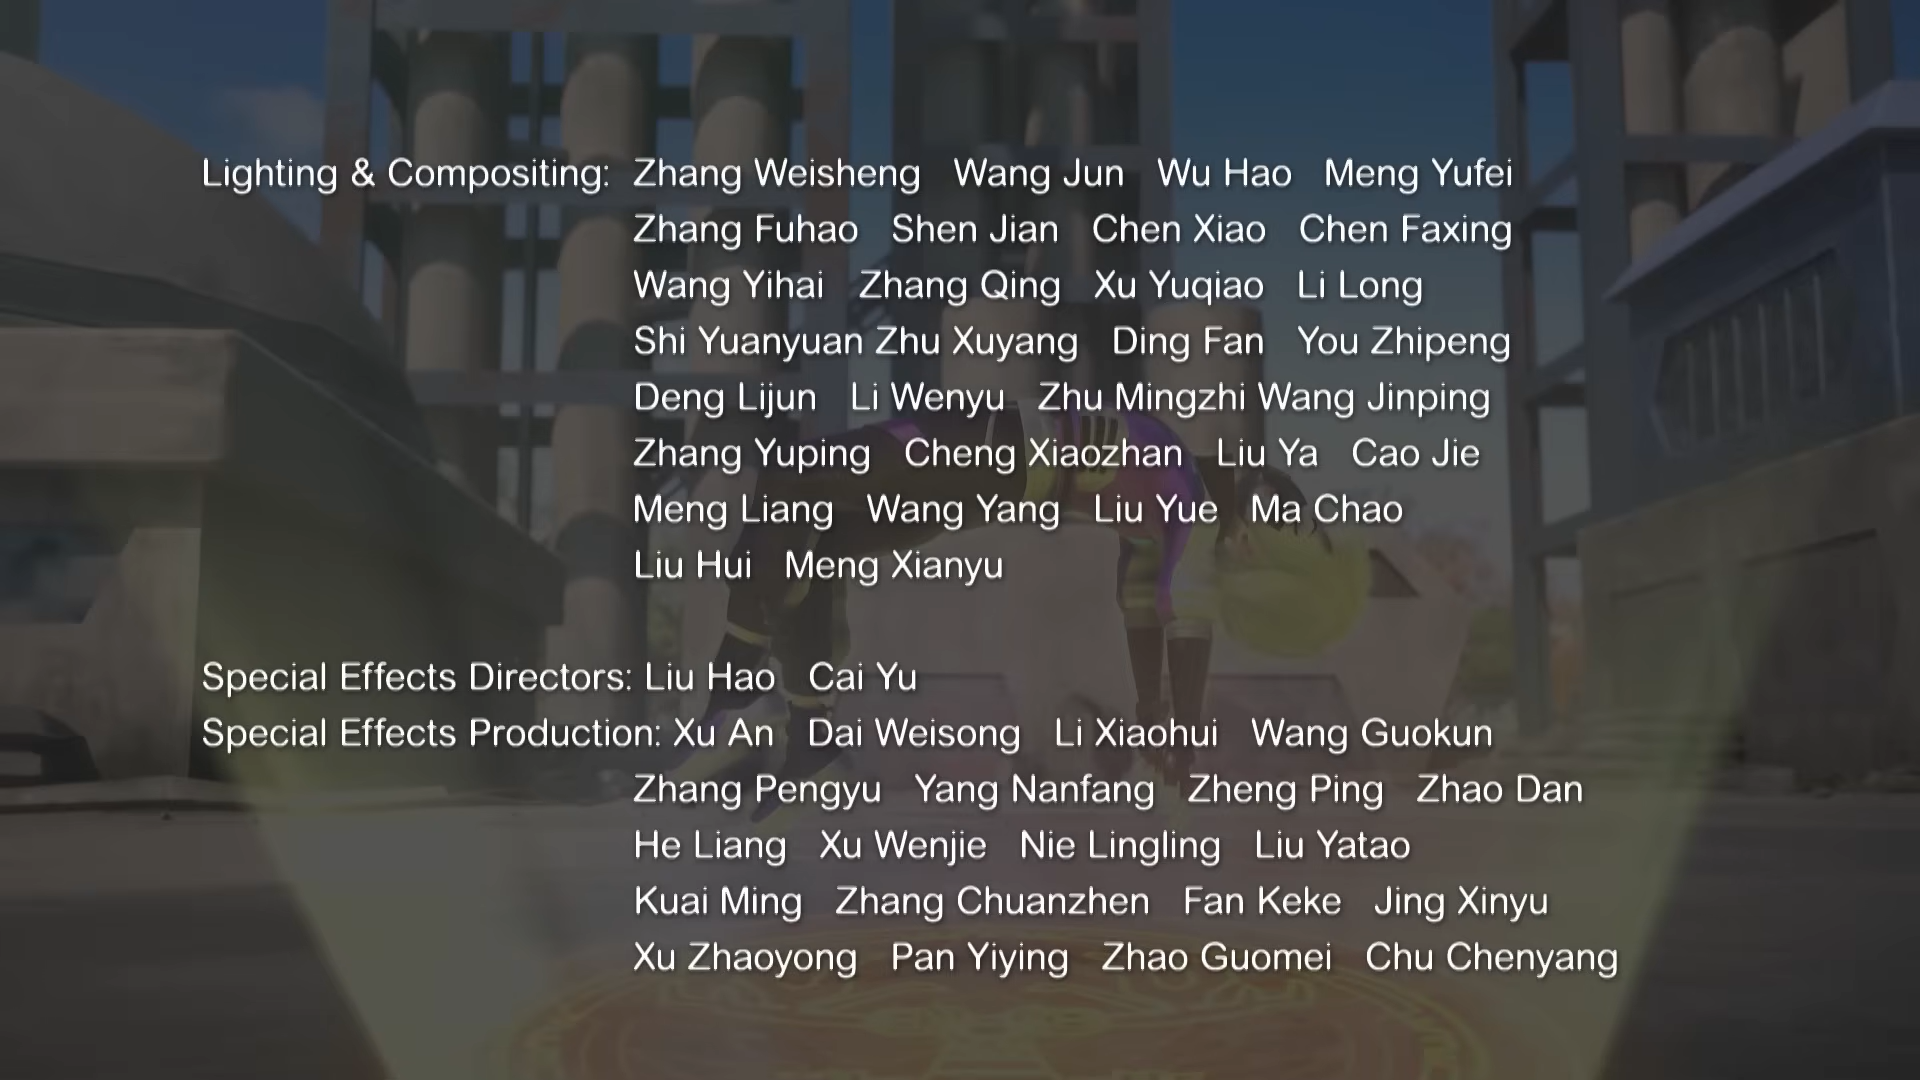 Lighting & Compositing: Zhang Weisheng Wang Jun Wu Hao Meng Yufei
Zhang Fuhao Shen Jian Chen Xiao Chen Faxing
Wang Yihai Zhang Qing Xu Yuqiao Li Long
Shi Yuanyuan Zhu Xuyang Ding Fan You Zhipeng
Deng Lijun Li Wenyu Zhu Mingzhi Wang Jinping
Zhang Yuping Cheng Xiaozhan Liu Ya Cao Jie
Meng Liang Wang Yang Liu Yue Ma Chao
Liu Hui Meng Xianyu
Special Effects Directors: Liu Hao Cai Yu
Special Effects Production: Xu An Dai Weisong Li Xiaohui Wang Guokun
Zhang Pengyu Yang Nanfang Zheng Ping Zhao Dan
He Liang Xu Wenjie Nie Lingling Liu Yatao
Kuai Ming Zhang Chuanzhen Fan Keke Jing Xinyu
Xu Zhaoyong Pan Yiying Zhao Guomei Chu Chenyang